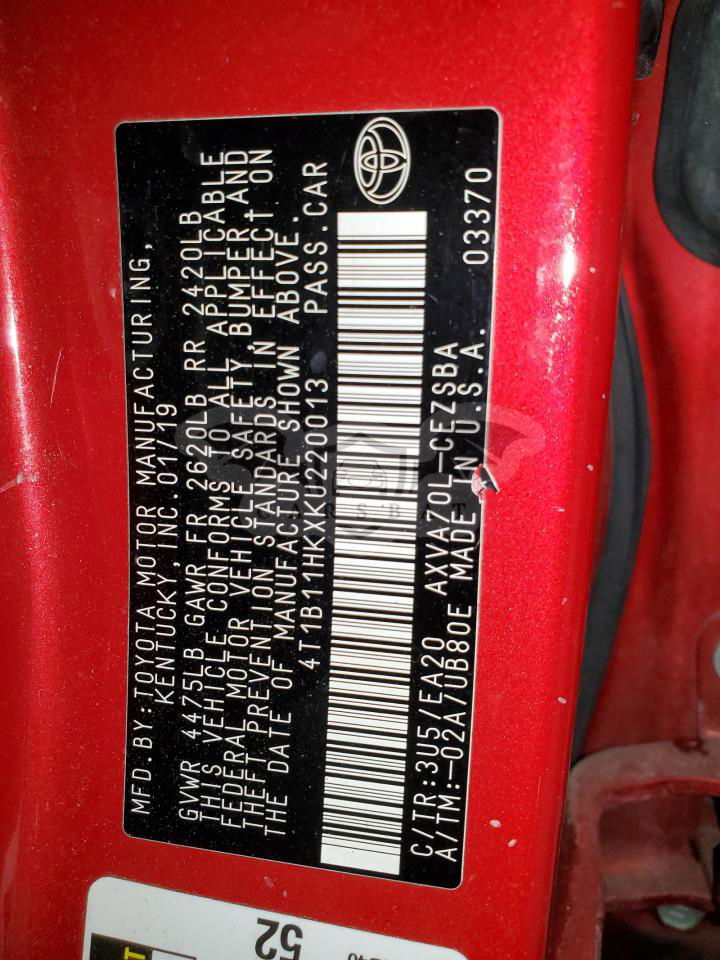 MFD.BY:TOYOTA MOTOR MANUFACTURING,
KENTUCKY, INC. 01/19
GVWR 4475LB GAWR FR 2620LB RR 2420LB
THIS VEHICLE CONFORMS TO ALL APPLICABLE
FEDERAL MOTOR VEHICLE SAFETY, BUMPER AND
THEFT PREVENTION STANDARDS IN EFFECT ON
THE DATE OF MANUFACTURE SHOWN ABOVE.
4T1B11HKXKU220013 PASS.CAR
C/TR:3U5/EA20 AXVA70L-CEZSBA
A/TM:-02A/UB80E MADE IN U.S.A. 03370
CARSBAT
52